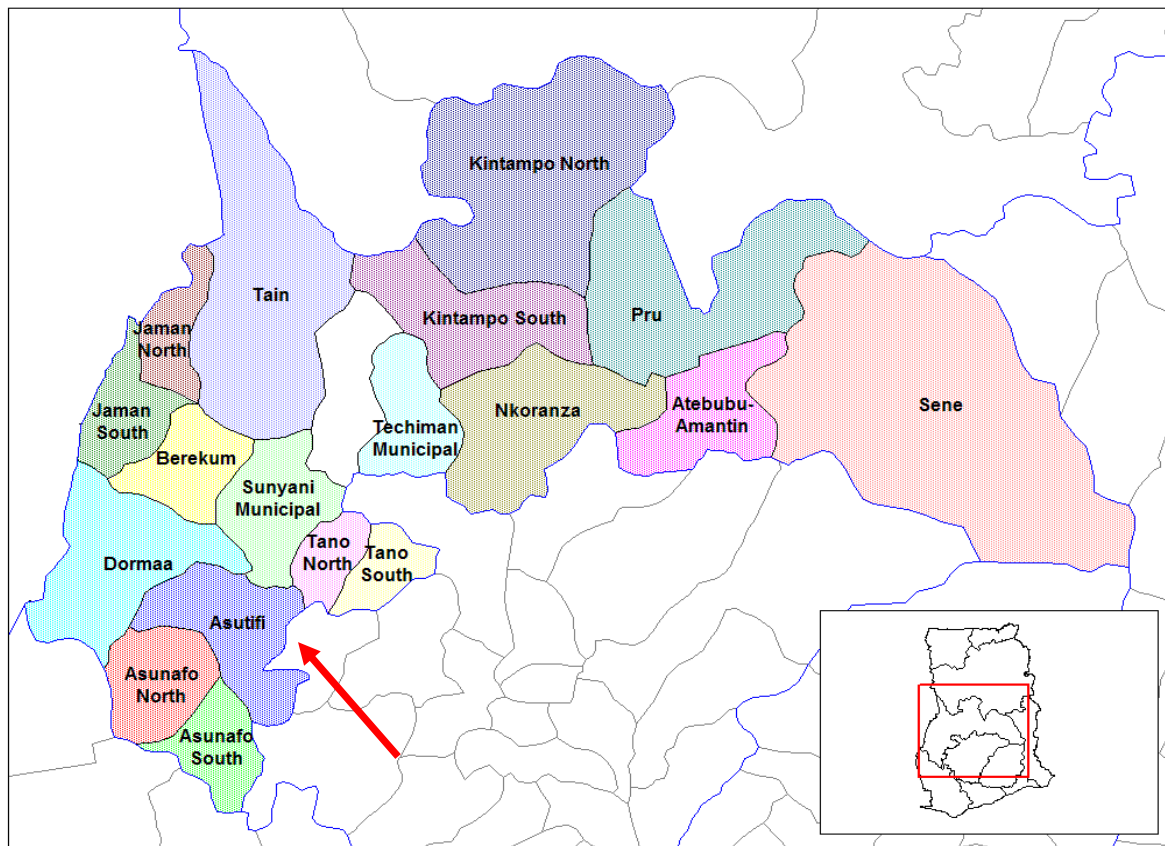 Kintampo North
Tain
Kintampo South
Pru
Jaman
North
Jaman
South
Nkoranza
Atebubu-
Amantin
Sene
Techiman
Municipal
Berekum
Sunyani
Municipal
Tano
North
Tano
South
Dormaa
Asutifi
Asunafo
North
Asunafo
South